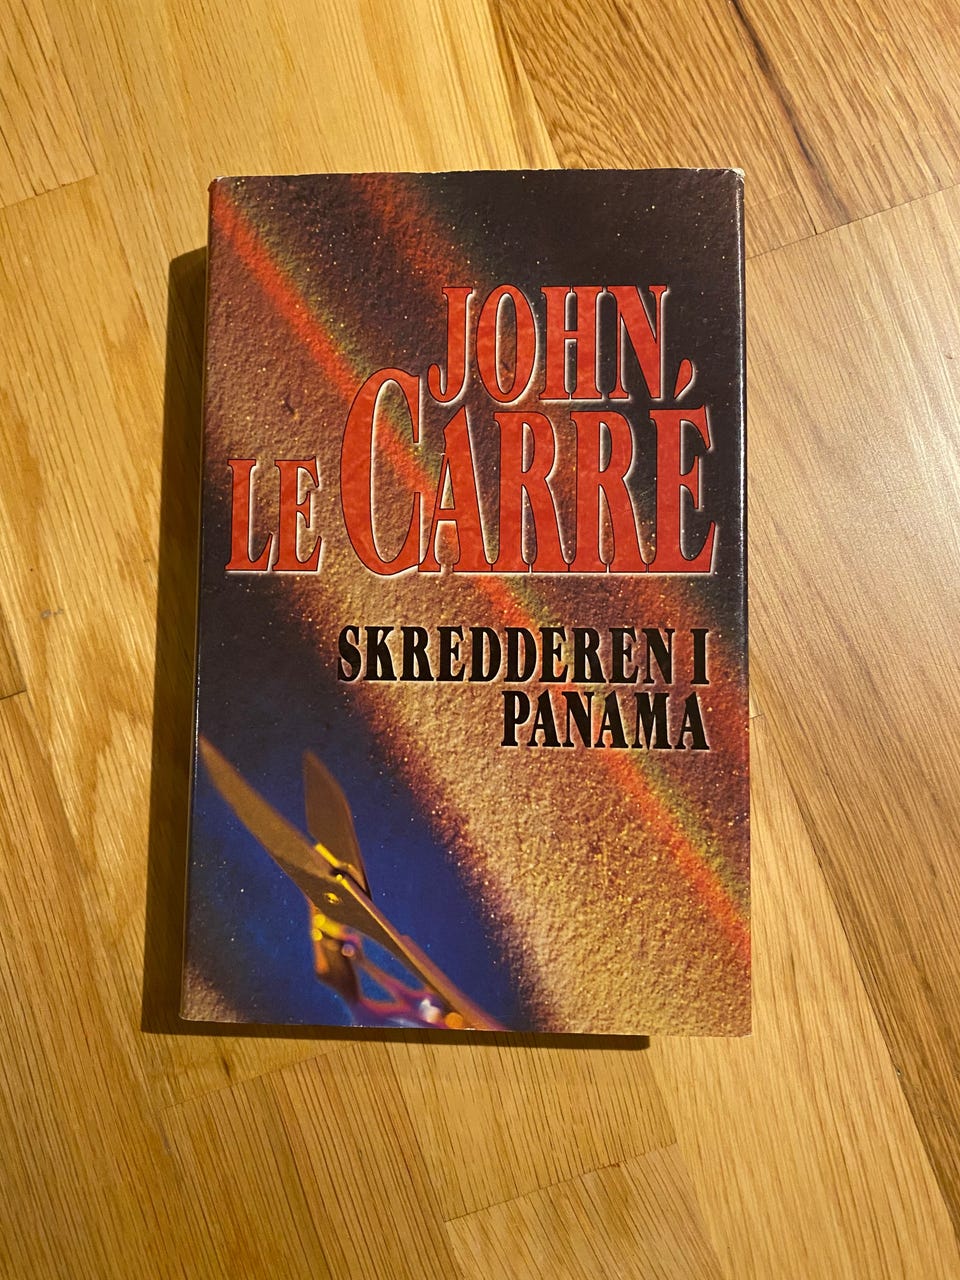 JOHN
LE CARRÉ
SKREDDEREN I
PANAMA